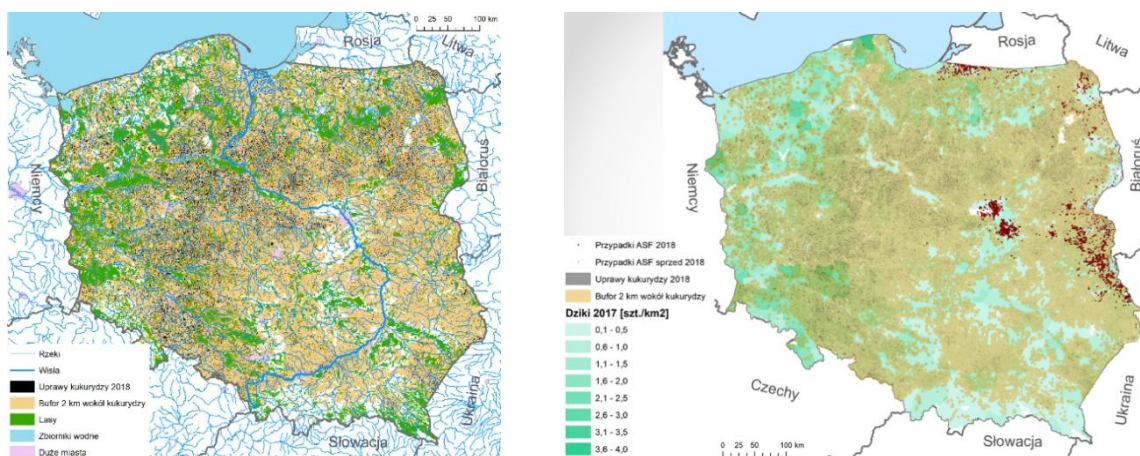 0 25 50 100 km
Rosja
Litwa
Niemcy
Białoruś
Ukraina
Słowacja
Rzeki
Wisła
Uprawy kukurydzy 2018
Bufor 2 km wokół kukurydzy
Lasy
Zbiorniki wodne
Duże miasta
Rosja
Litwa
Niemcy
Białoruś
Przypadki ASF 2018
Przypadki ASF sprzed 2018
Uprawy kukurydzy 2018
Bufor 2 km wokół kukurydzy
Dziki 2017 [szt./km2]
0,1 - 0,5
0,6 - 1,0
1,1 - 1,5
1,6 - 2,0
2,1 - 2,5
2,6 - 3,0
3,1 - 3,5
3,6 - 4,0
Czechy
Słowacja
Ukraina
0 25 50 100 km